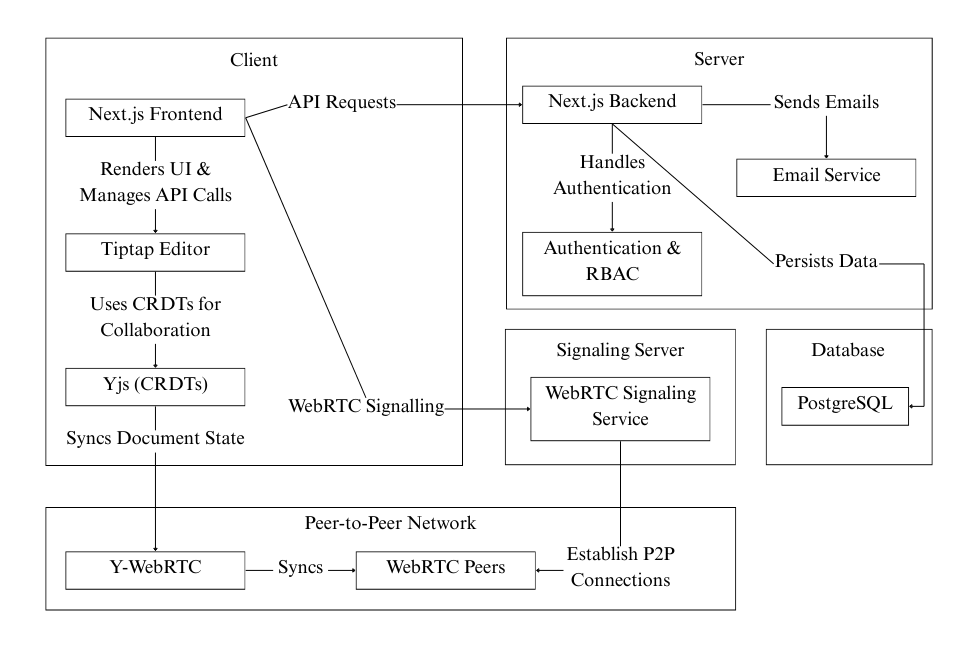 Client
Next.js Frontend
API Requests
Renders UI &
Manages API Calls
Tiptap Editor
Uses CRDTs for
Collaboration
Yjs (CRDTs)
WebRTC Signalling
Syncs Document State
Server
Next.js Backend
Sends Emails
Handles
Authentication
Email Service
Authentication &
RBAC
Persists Data
Signaling Server
WebRTC Signaling
Service
Database
PostgreSQL
Peer-to-Peer Network
Y-WebRTC
Syncs
WebRTC Peers
Establish P2P
Connections